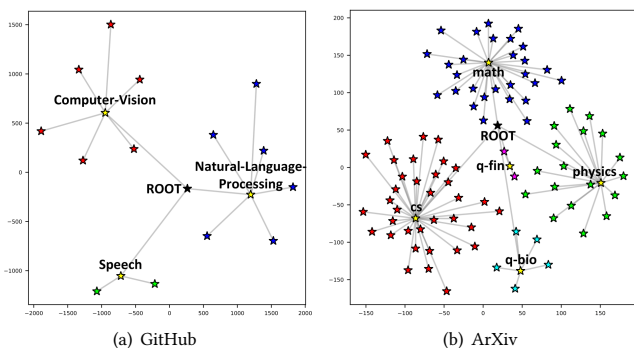 1500
1000
500
0
−500
−1000
−2000 −1500 −1000 −500 0 500 1000 1500 2000
Computer-Vision
Natural-Language-
Processing
ROOT
Speech
(a) GitHub
200
150
100
50
0
−50
−100
−150
−150 −100 −50 0 50 100 150
math
ROOT
q-fin
physics
cs
q-bio
(b) ArXiv